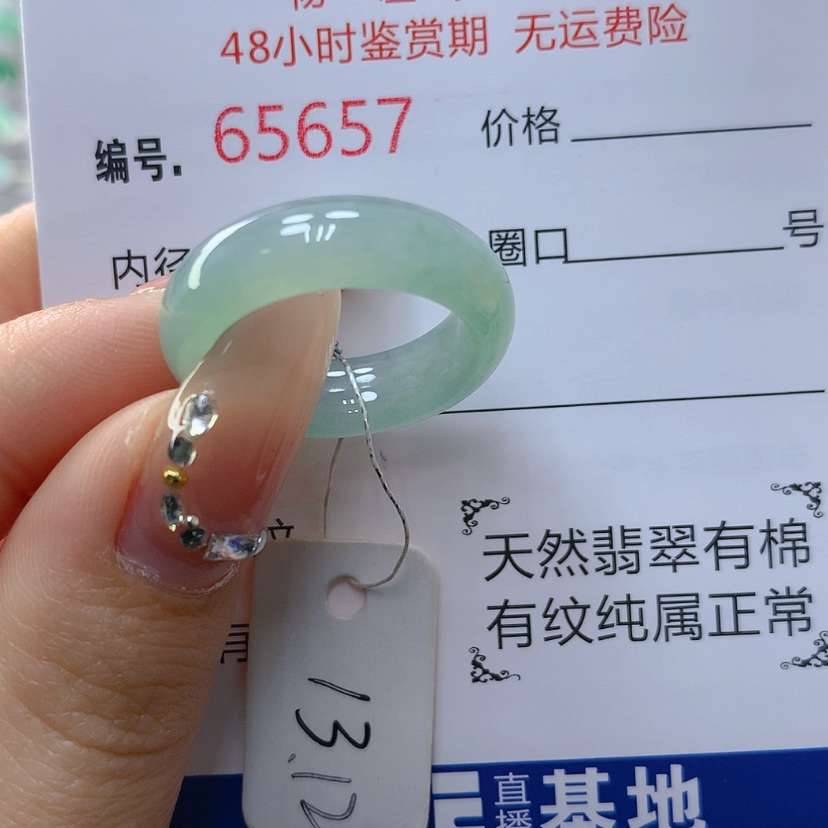 48小时鉴赏期 无运费险
编号. 65657 价格
内径 圈口 号
天然翡翠有棉
有纹纯属正常
13.12
直播基地